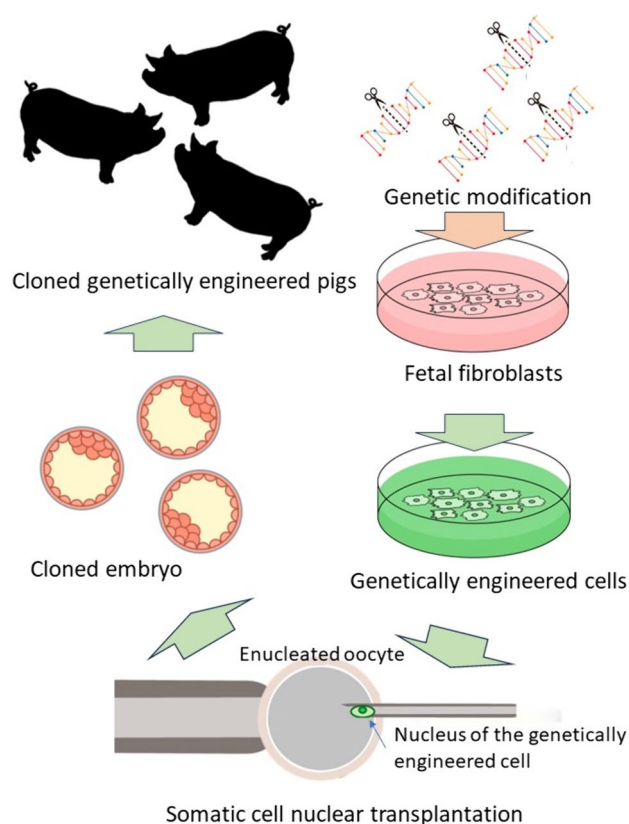 Genetic modification
Cloned genetically engineered pigs
Fetal fibroblasts
Cloned embryo
Genetically engineered cells
Enucleated oocyte
Nucleus of the genetically
engineered cell
Somatic cell nuclear transplantation